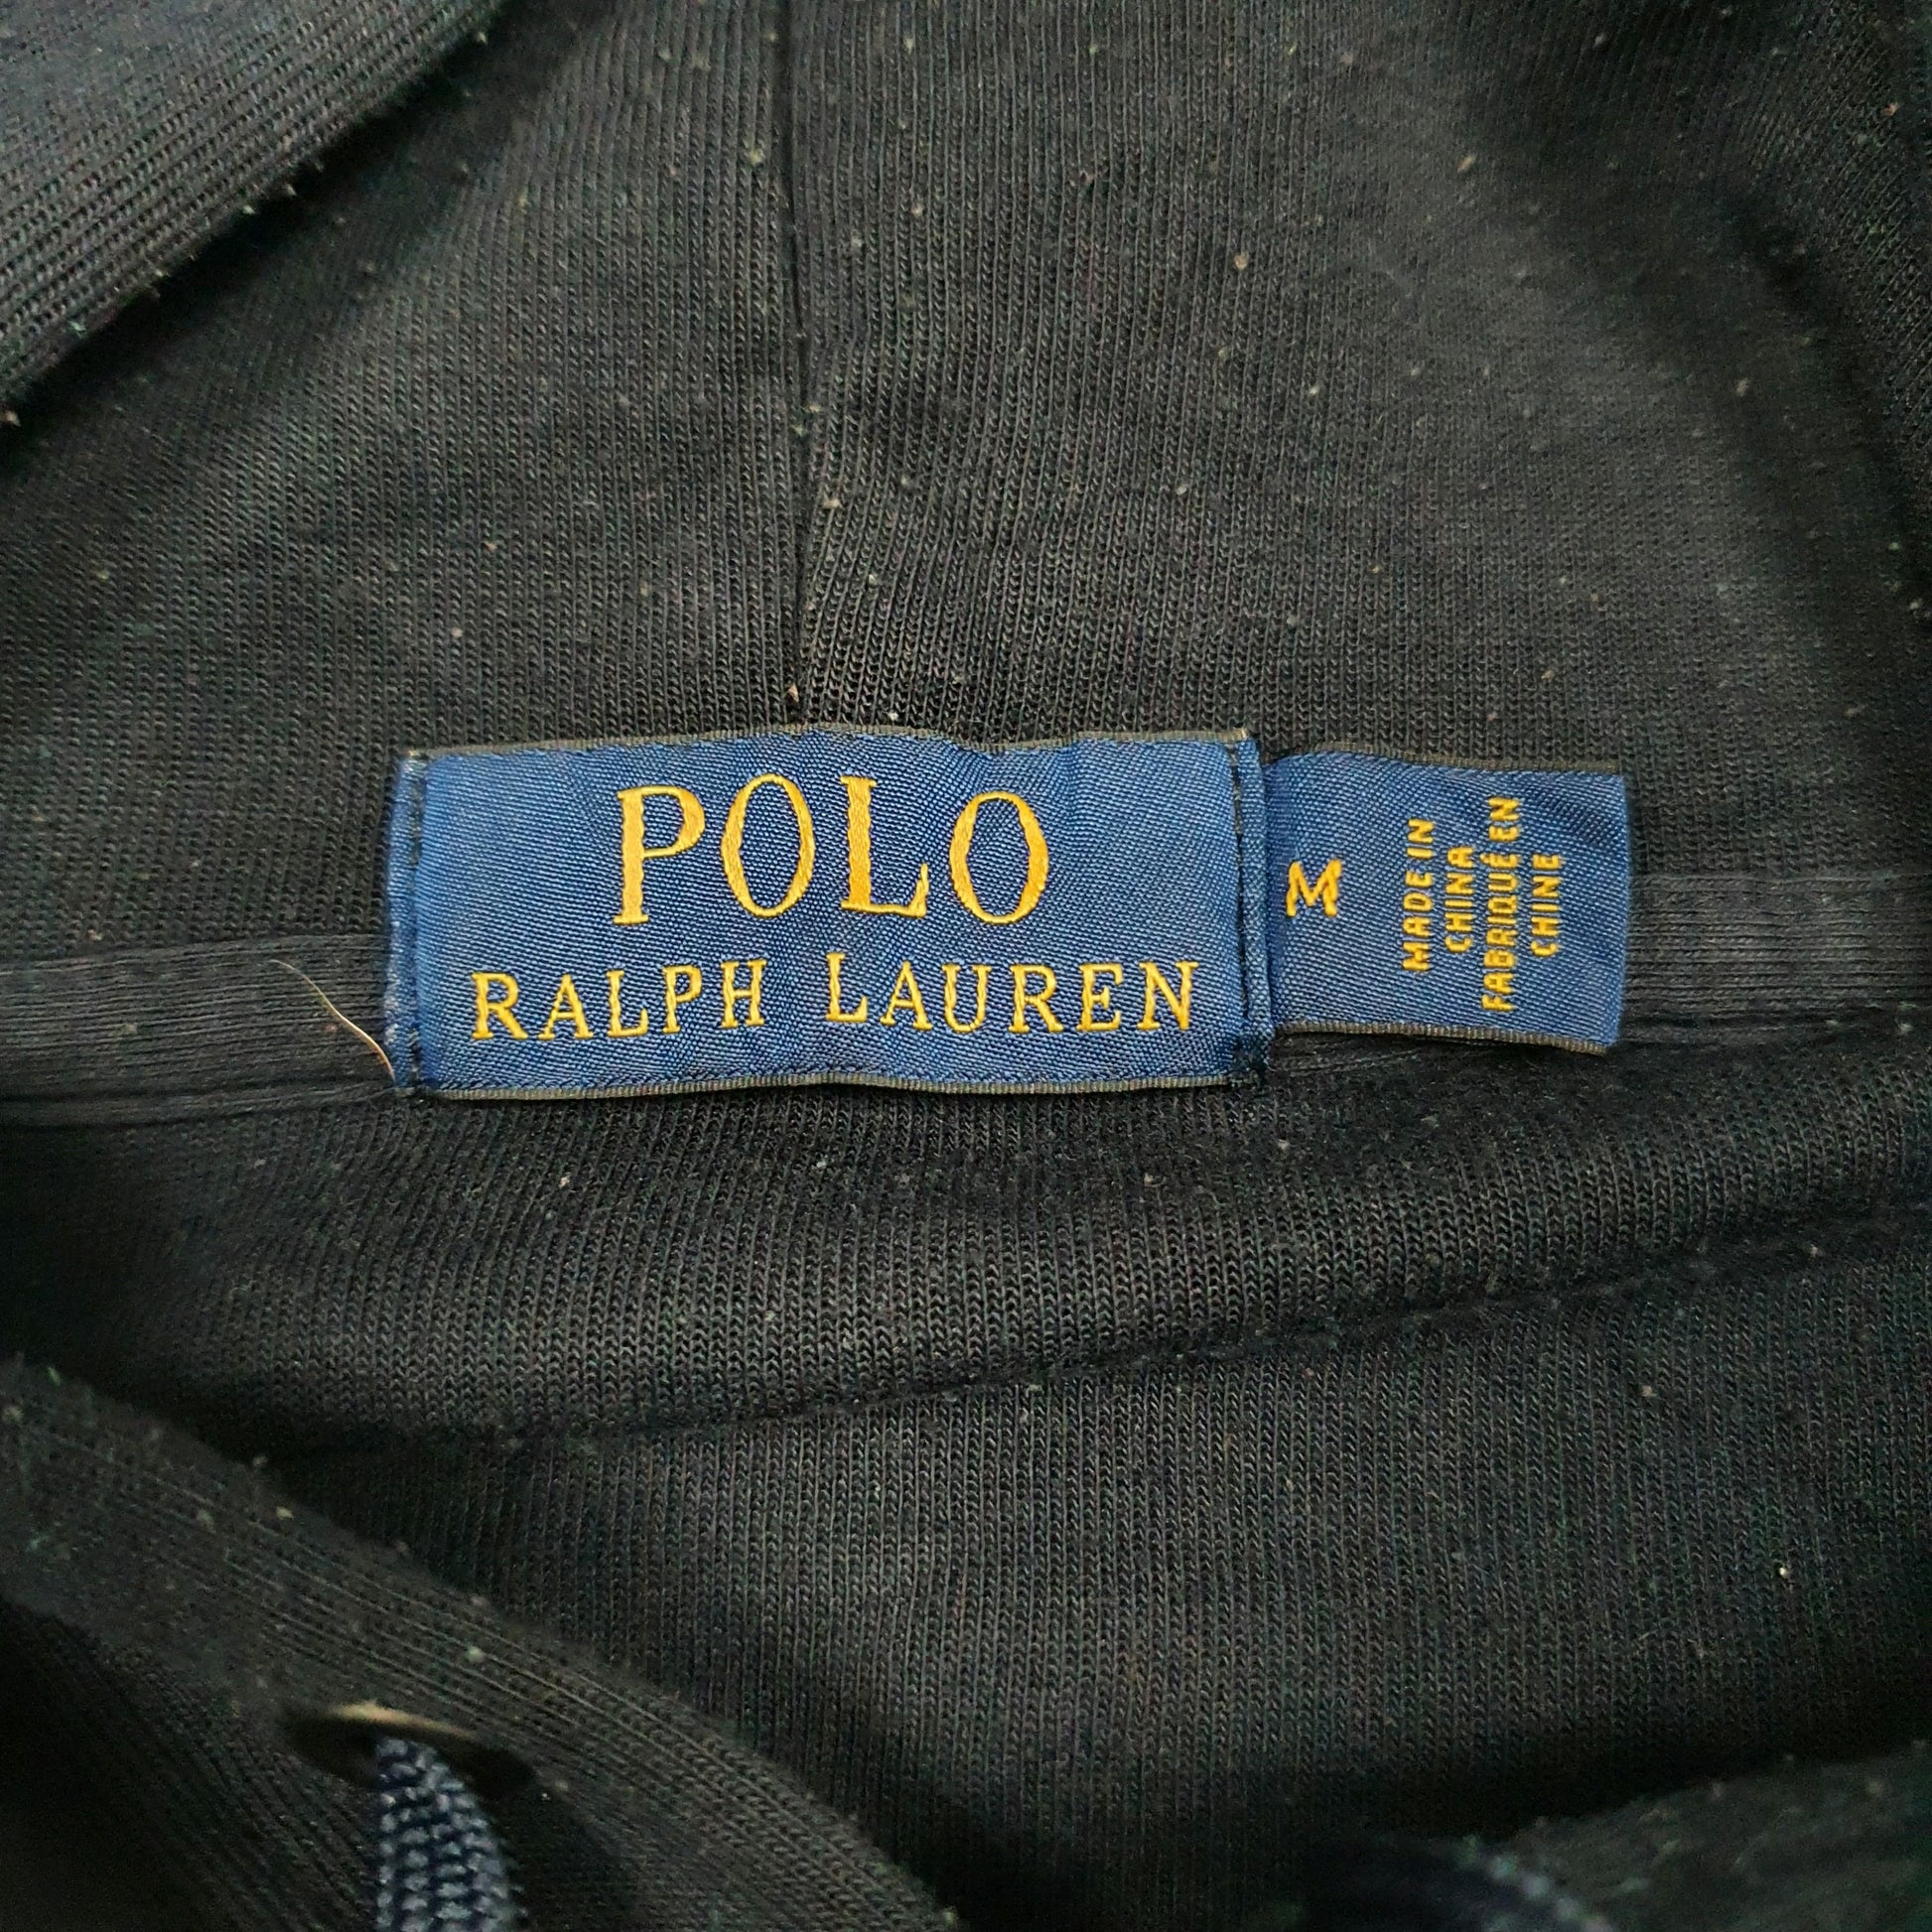 POLO
RALPH LAUREN
M
MADE IN
CHINA
FABRIQUÉ EN
CHINE